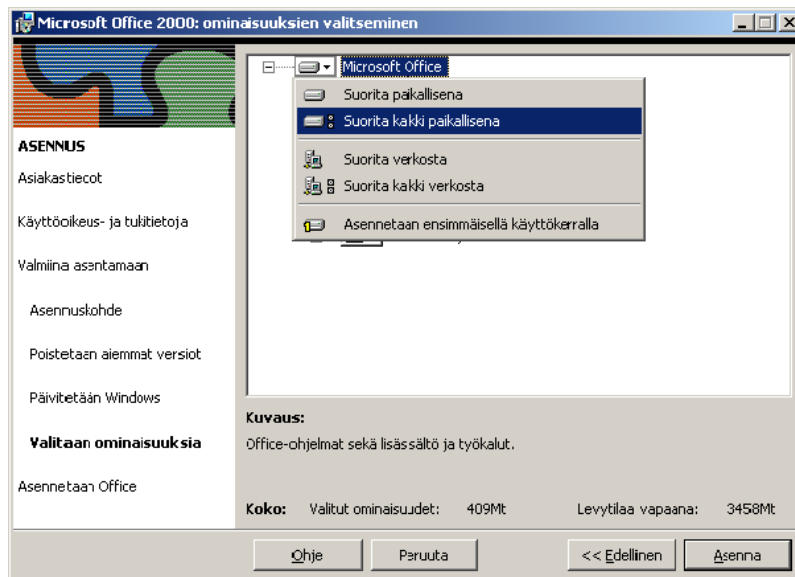 Microsoft Office 2000: ominaisuuksien valitseminen
Microsoft Office
Suorita paikallisena
Suorita kakki paikallisena
Suorita verkosta
Suorita kakki verkosta
Asennetaan ensimmäisellä käyttökerralla
ASENNUS
Asiakastiedot
Käyttöoikeus- ja tukitietoja
Valmiina asentamaan
Asennuskohde
Poistetaan aiemmat versiot
Päivitetään Windows
Valitaan ominaisuuksia
Asennetaan Office
Kuvaus:
Office-ohjelmat sekä lisäsältö ja työkalut.
Koko: Valitut ominaisuudet: 409Mt Levytilaa vapaana: 3458Mt
Ohje Peruuta << Edellinen Asenna